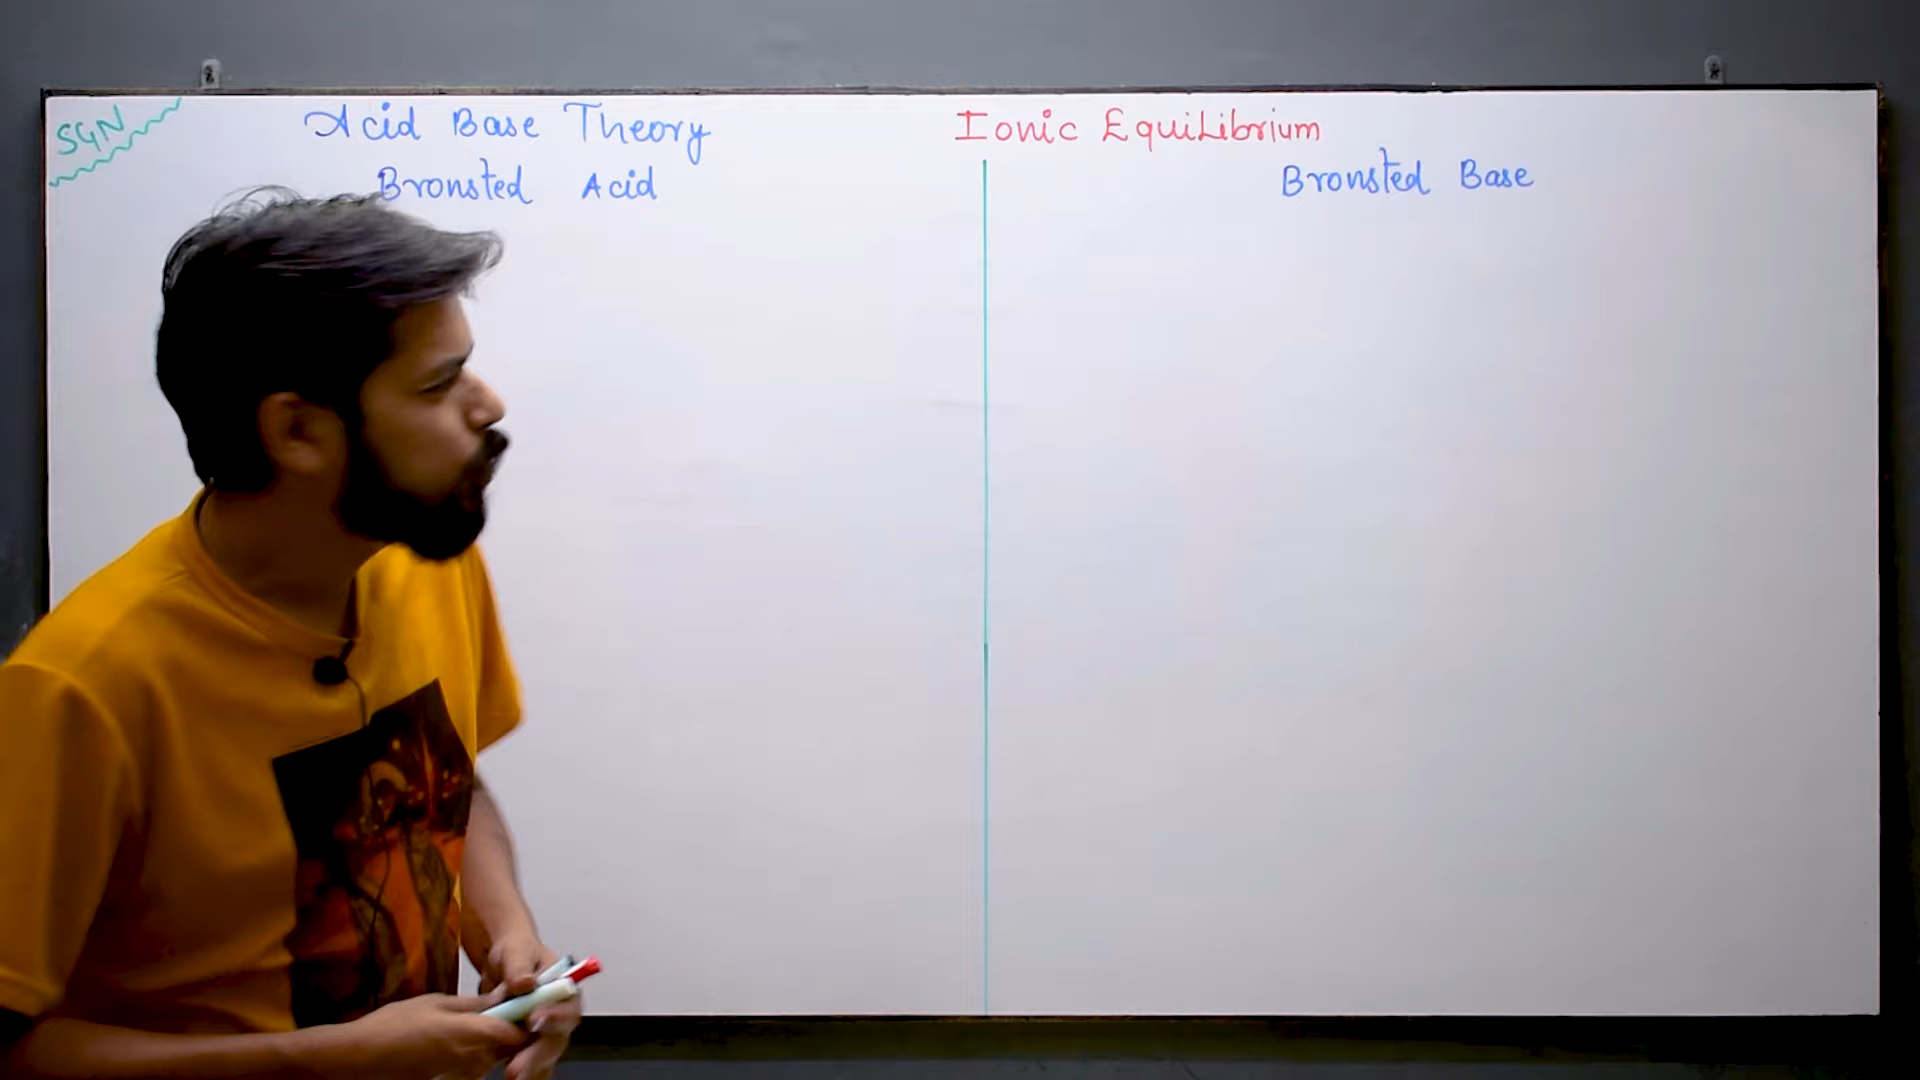 SGN
Acid Base Theory
Ionic EquiLibrium
Bronsted Acid
Bronsted Base